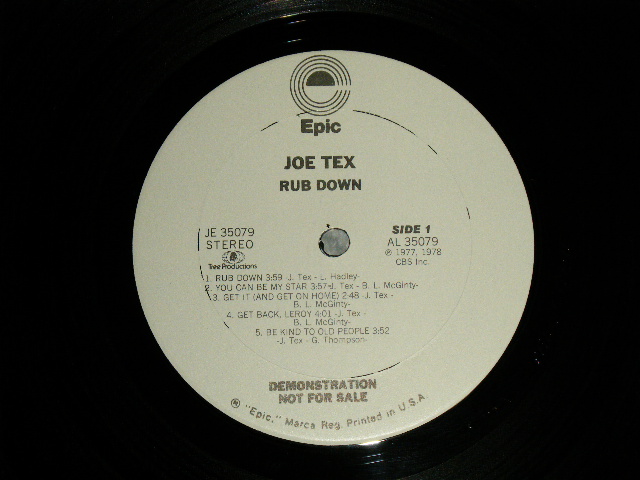 Epic
JOE TEX
RUB DOWN
JE 35079
STEREO
Tree Productions
SIDE 1
AL 35079
℗ 1977, 1978
CBS Inc.
1. RUB DOWN 3:59 -J. Tex - L. Hadley-
2. YOU CAN BE MY STAR 3:57-J. Tex - B. L. McGinty-
3. GET IT (AND GET ON HOME) 2:48 -J. Tex -
B. L. McGinty-
4. GET BACK, LEROY 4:01 -J. Tex -
B. L. McGinty-
5. BE KIND TO OLD PEOPLE 3:52
-J. Tex - G. Thompson-
DEMONSTRATION
NOT FOR SALE
® "Epic," Marca Reg. Printed in U.S.A